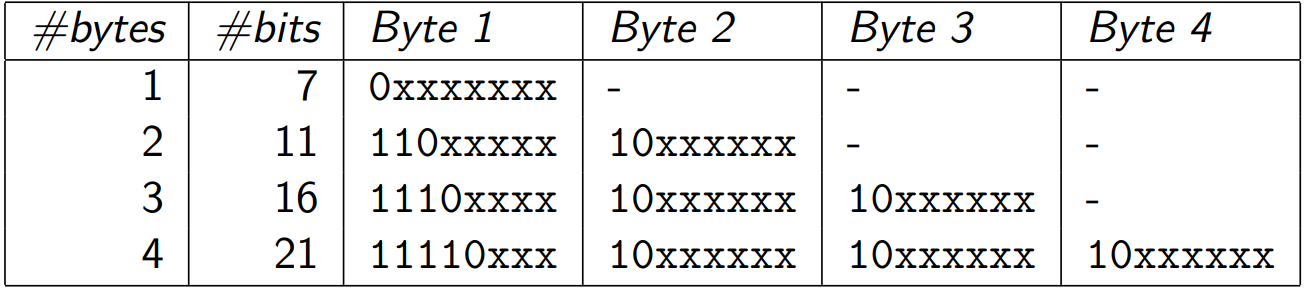 #bytes #bits Byte 1 Byte 2 Byte 3 Byte 4
1 7 0xxxxxxx - - -
2 11 110xxxxx 10xxxxxx - -
3 16 1110xxxx 10xxxxxx 10xxxxxx -
4 21 11110xxx 10xxxxxx 10xxxxxx 10xxxxxx